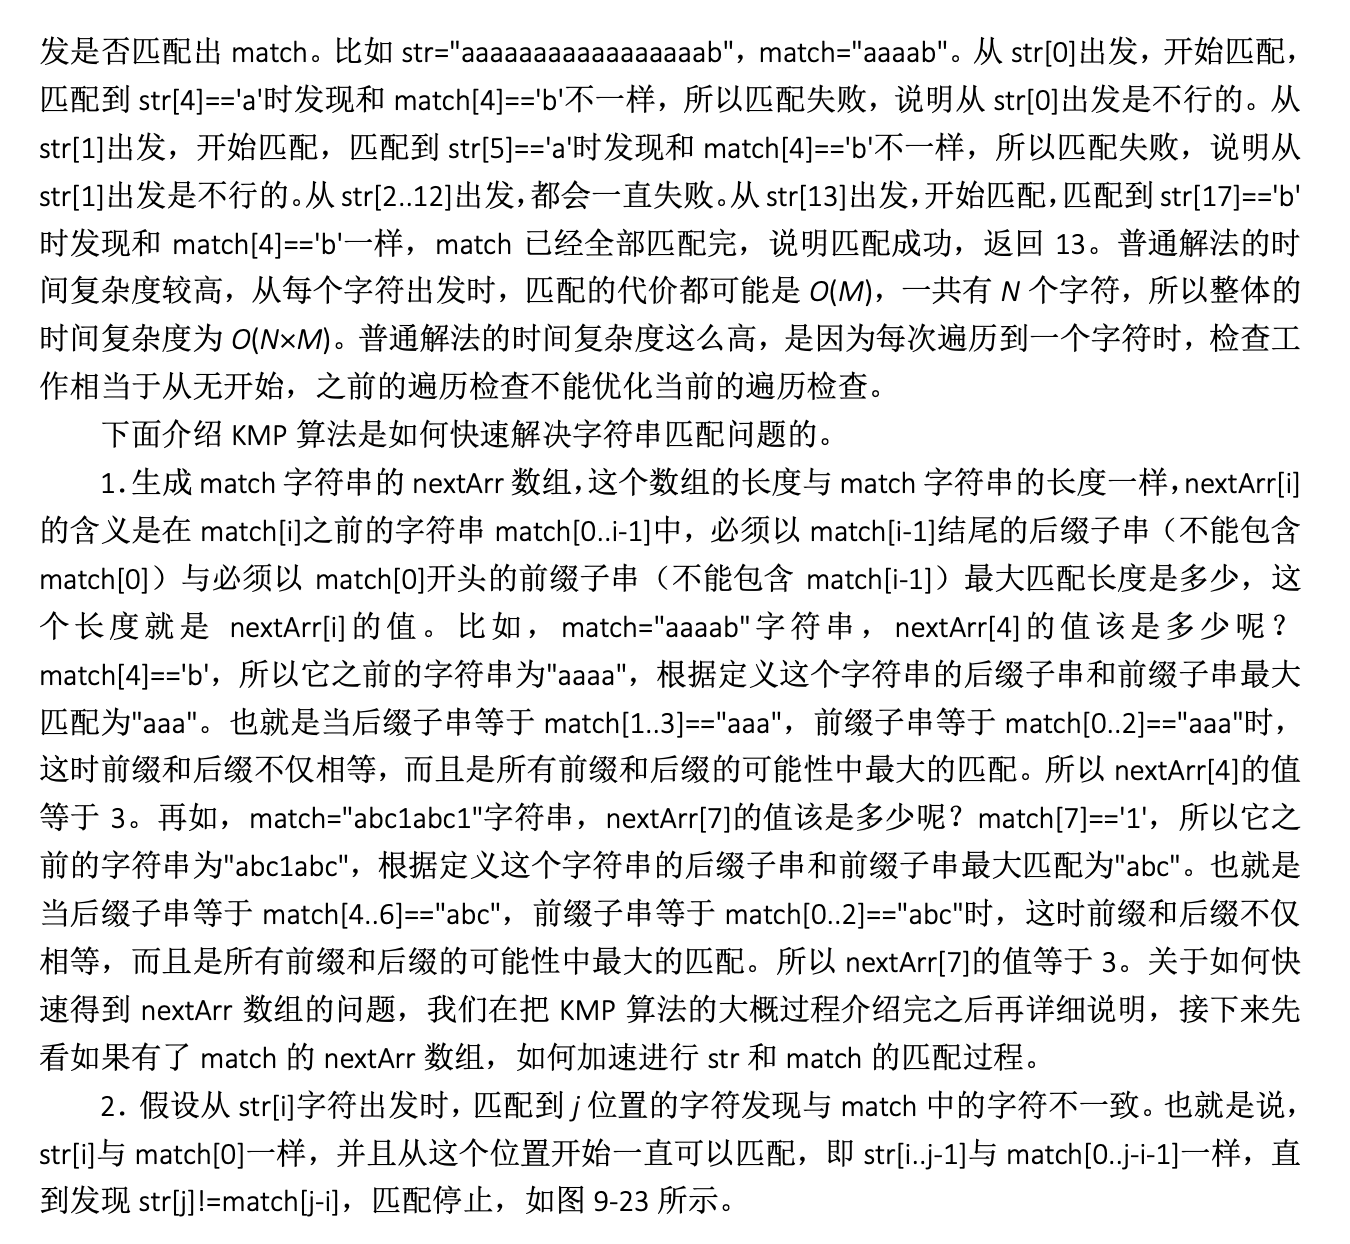 发是否匹配出 match。比如 str="aaaaaaaaaaaaaaaaab"，match="aaaab"。从 str[0]出发，开始匹配，
匹配到 str[4]=='a'时发现和 match[4]=='b'不一样，所以匹配失败，说明从 str[0]出发是不行的。从
str[1]出发，开始匹配，匹配到 str[5]=='a'时发现和 match[4]=='b'不一样，所以匹配失败，说明从
str[1]出发是不行的。从 str[2..12]出发，都会一直失败。从 str[13]出发，开始匹配，匹配到 str[17]=='b'
时发现和 match[4]=='b'一样，match 已经全部匹配完，说明匹配成功，返回 13。普通解法的时
间复杂度较高，从每个字符出发时，匹配的代价都可能是 O(M)，一共有 N 个字符，所以整体的
时间复杂度为 O(N×M)。普通解法的时间复杂度这么高，是因为每次遍历到一个字符时，检查工
作相当于从无开始，之前的遍历检查不能优化当前的遍历检查。
下面介绍 KMP 算法是如何快速解决字符串匹配问题的。
1. 生成 match 字符串的 nextArr 数组，这个数组的长度与 match 字符串的长度一样，nextArr[i]
的含义是在 match[i]之前的字符串 match[0..i-1]中，必须以 match[i-1]结尾的后缀子串（不能包含
match[0]）与必须以 match[0]开头的前缀子串（不能包含 match[i-1]）最大匹配长度是多少，这
个长度就是 nextArr[i]的值。比如，match="aaaab"字符串，nextArr[4]的值该是多少呢？
match[4]=='b'，所以它之前的字符串为"aaaa"，根据定义这个字符串的后缀子串和前缀子串最大
匹配为"aaa"。也就是当后缀子串等于 match[1..3]=="aaa"，前缀子串等于 match[0..2]=="aaa"时，
这时前缀和后缀不仅相等，而且是所有前缀和后缀的可能性中最大的匹配。所以 nextArr[4]的值
等于 3。再如，match="abc1abc1"字符串，nextArr[7]的值该是多少呢？match[7]=='1'，所以它之
前的字符串为"abc1abc"，根据定义这个字符串的后缀子串和前缀子串最大匹配为"abc"。也就是
当后缀子串等于 match[4..6]=="abc"，前缀子串等于 match[0..2]=="abc"时，这时前缀和后缀不仅
相等，而且是所有前缀和后缀的可能性中最大的匹配。所以 nextArr[7]的值等于 3。关于如何快
速得到 nextArr 数组的问题，我们在把 KMP 算法的大概过程介绍完之后再详细说明，接下来先
看如果有了 match 的 nextArr 数组，如何加速进行 str 和 match 的匹配过程。
2. 假设从 str[i]字符出发时，匹配到 j 位置的字符发现与 match 中的字符不一致。也就是说，
str[i]与 match[0]一样，并且从这个位置开始一直可以匹配，即 str[i..j-1]与 match[0..j-i-1]一样，直
到发现 str[j]!=match[j-i]，匹配停止，如图 9-23 所示。